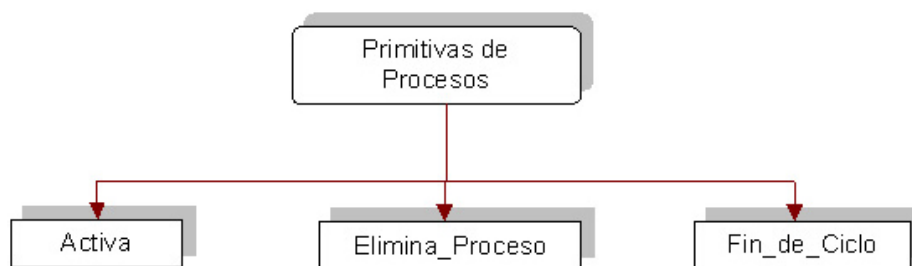 Primitivas de
Procesos
Activa
Elimina_Proceso
Fin_de_Ciclo